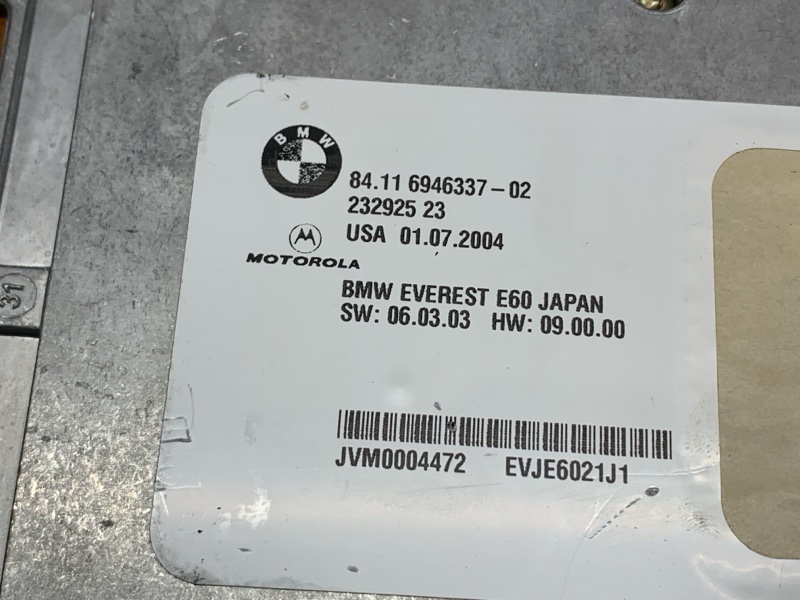 BMW
84.11 6946337-02
232925 23
USA 01.07.2004
MOTOROLA
BMW EVEREST E60 JAPAN
SW: 06.03.03 HW: 09.00.00
JVM0004472 EVJE6021J1
31